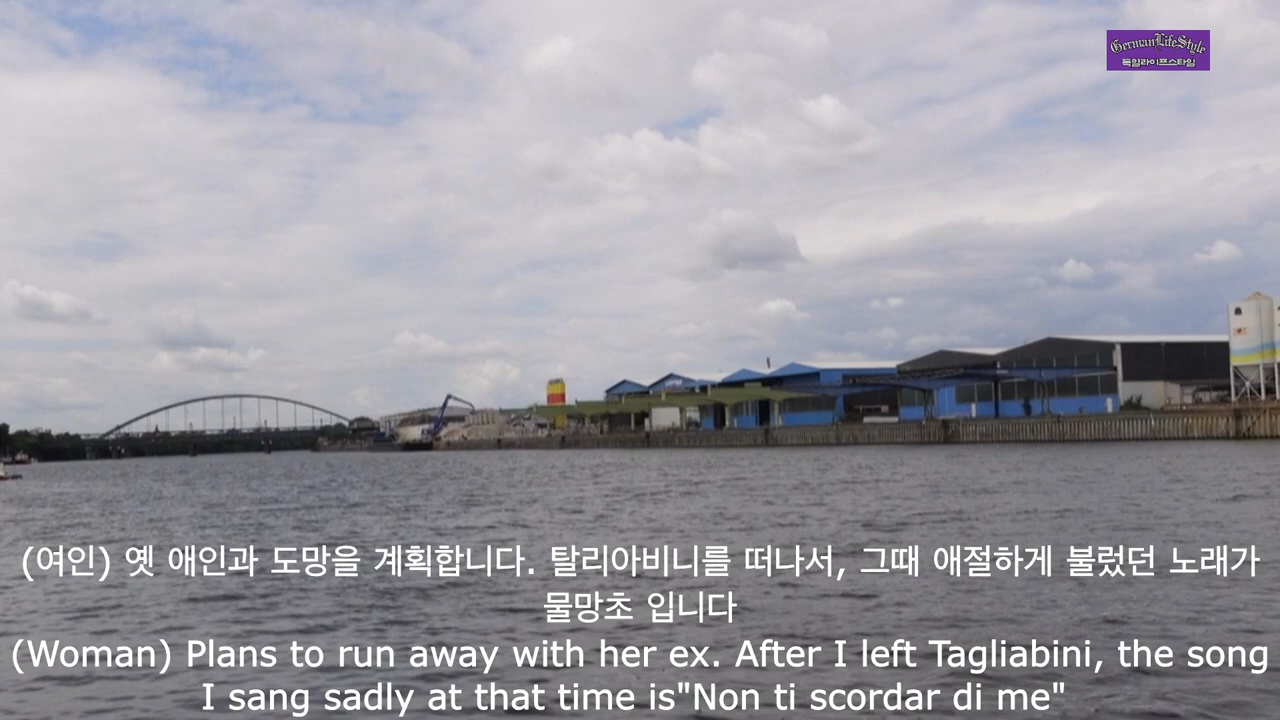 GermanLifeStyle
독일라이프스타일
(여인) 옛 애인과 도망을 계획합니다. 탈리아비니를 떠나서, 그때 애절하게 불렀던 노래가
물망초 입니다
(Woman) Plans to run away with her ex. After I left Tagliabini, the song
I sang sadly at that time is"Non ti scordar di me"